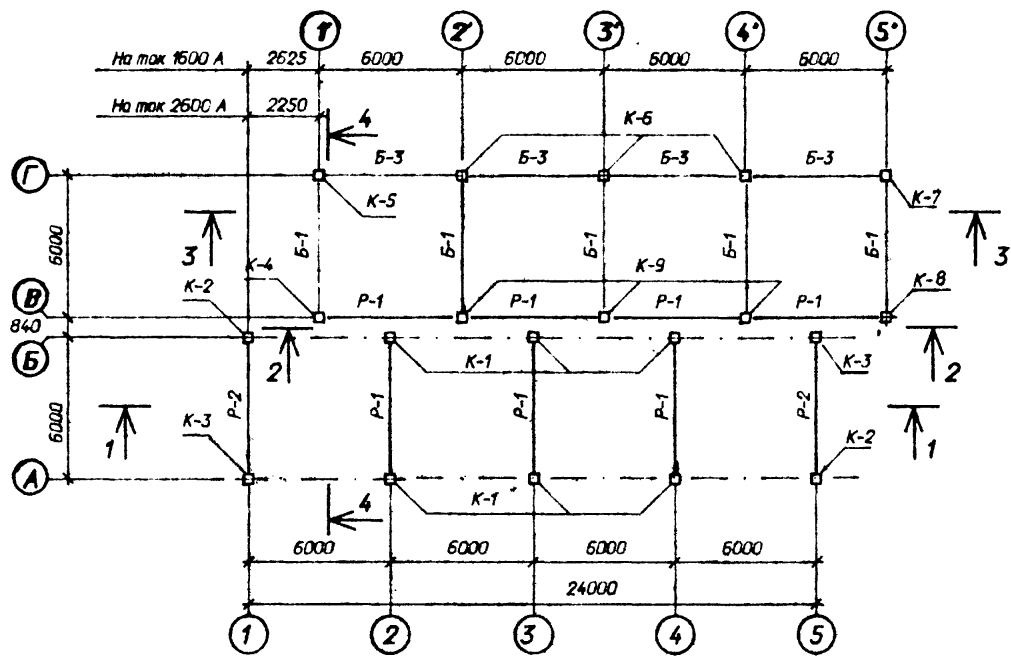 1' 2' 3' 4' 5'
На ток 1600 А 2625 6000 6000 6000 6000
На ток 2600 А 2250
4 К-6
Б-3 Б-3 Б-3 Б-3
Г
К-5 К-7
3 6000 Б-1 Б-1 Б-1 Б-1 Б-1 3
К-4 К-9
К-2 К-8
В Р-1 Р-1 Р-1 Р-1
840
Б
2 К-1 К-3 2
6000 Р-2 Р-1 Р-1 Р-1 Р-2
1 К-3 К-2 1
А
4 К-1
6000 6000 6000 6000
24000
1 2 3 4 5